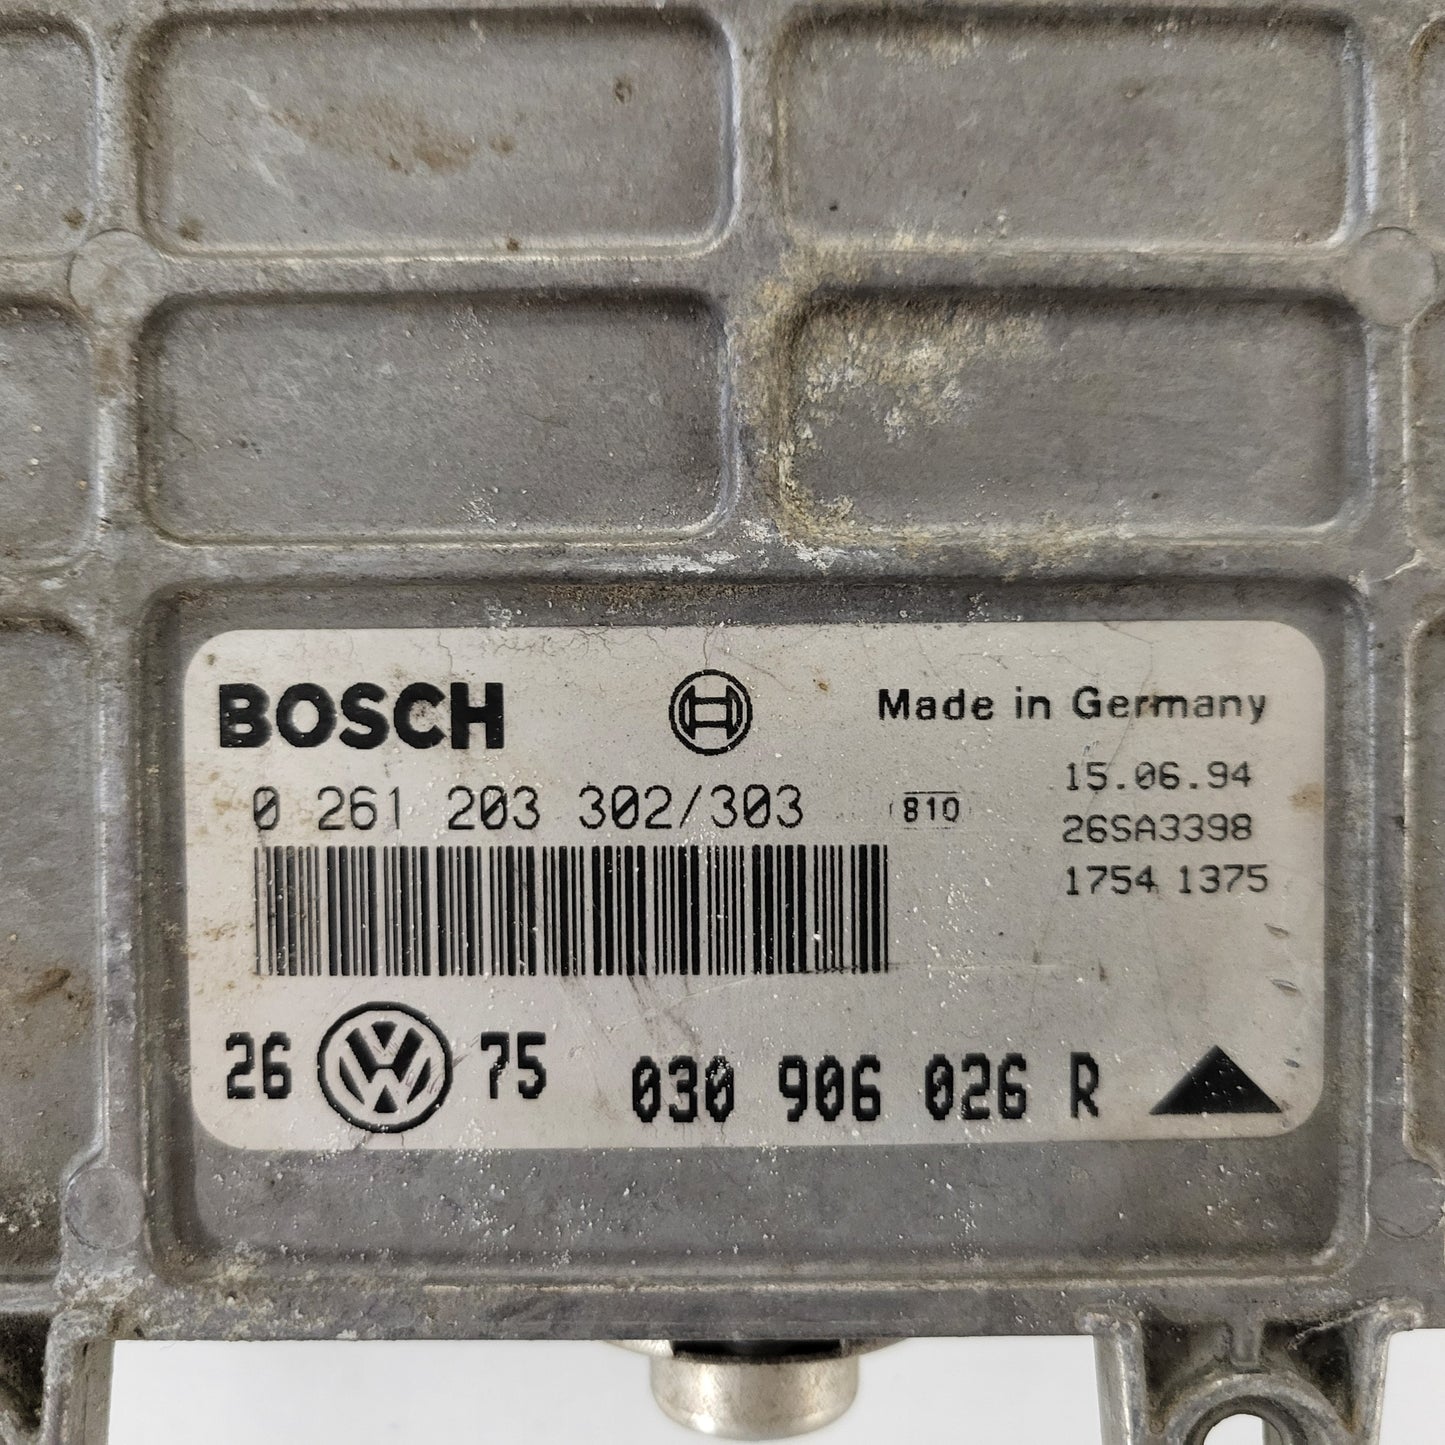 BOSCH
Made in Germany
0 261 203 302/303
810
15.06.94
26SA3398
1754 1375
26 VW 75 030 906 026 R